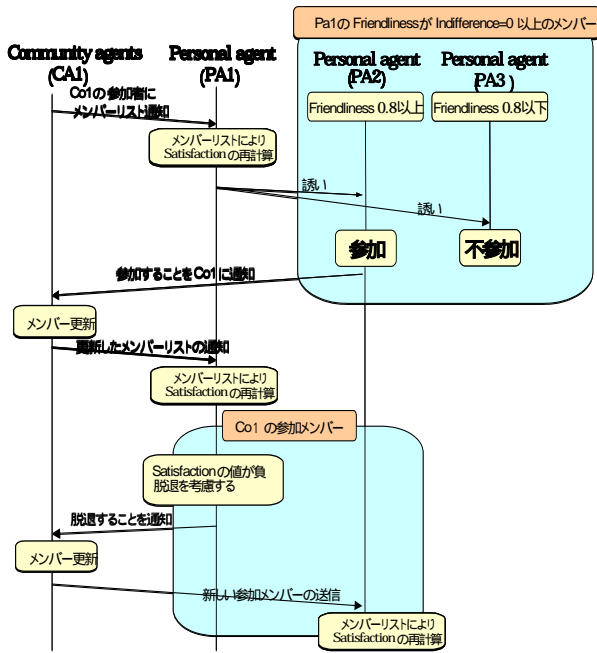 Pa1の FriendlinessがIndifference=0 以上のメンバー
Community agents
(CA1)
Personal agent
(PA1)
Personal agent
(PA2)
Personal agent
(PA3 )
Co1の参加者に
メンバーリスト通知
Friendliness 0.8以上
Friendliness 0.8以下
メンバーリストにより
Satisfactionの再計算
誘い
誘い
参加
不参加
参加することをCo1に通知
メンバー更新
更新したメンバーリストの通知
メンバーリストにより
Satisfactionの再計算
Co1 の参加メンバー
Satisfactionの値が負
脱退を考慮する
脱退することを通知
メンバー更新
新しい参加メンバーの送信
メンバーリストにより
Satisfactionの再計算